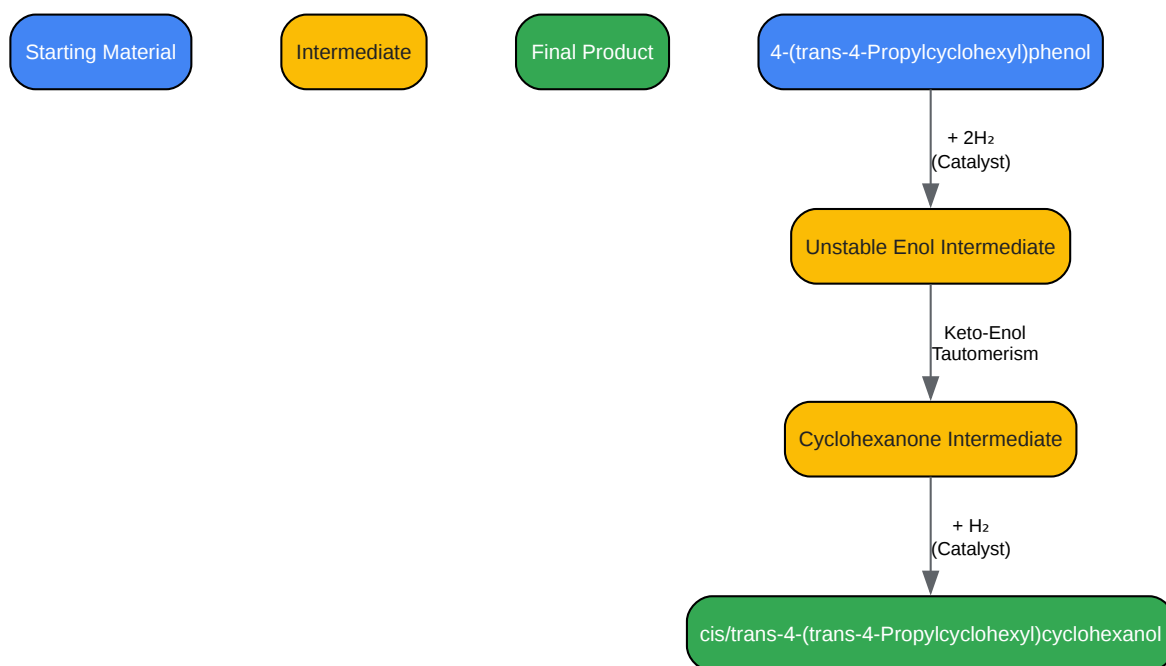 Starting Material
Intermediate
Final Product
4-(trans-4-Propylcyclohexyl)phenol
+ 2H₂
(Catalyst)
Unstable Enol Intermediate
Keto-Enol
Tautomerism
Cyclohexanone Intermediate
+ H₂
(Catalyst)
cis/trans-4-(trans-4-Propylcyclohexyl)cyclohexanol